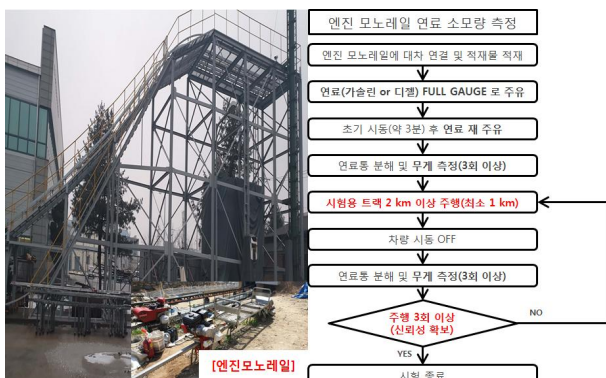 엔진 모노레일 연료 소모량 측정
엔진 모노레일에 대차 연결 및 적재물 적재
연료(가솔린 or 디젤) FULL GAUGE 로 주유
초기 시동(약 3분) 후 연료 재 주유
연료통 분해 및 무게 측정(3회 이상)
시험용 트랙 2 km 이상 주행(최소 1 km)
차량 시동 OFF
연료통 분해 및 무게 측정(3회 이상)
주행 3회 이상
(신뢰성 확보)
NO
YES
시험 종료
[엔진모노레일]